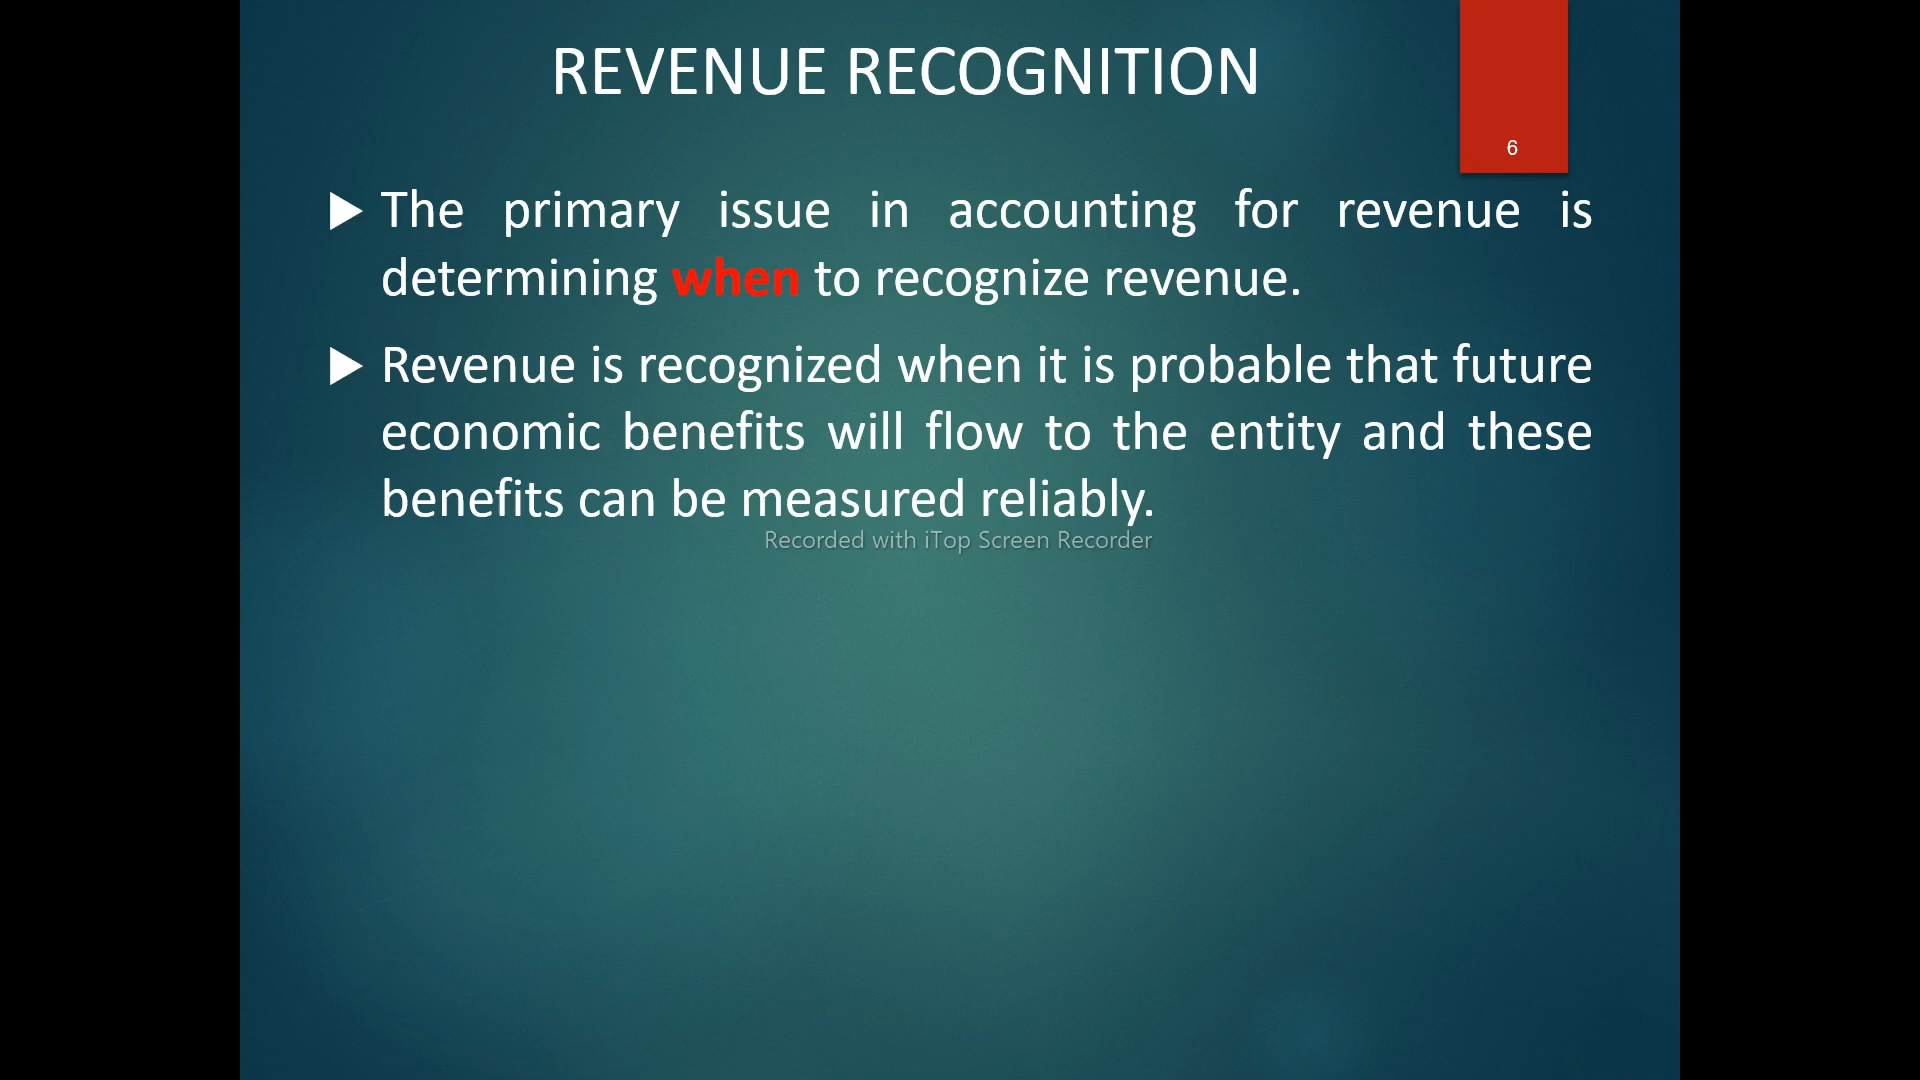 REVENUE RECOGNITION
6
The primary issue in accounting for revenue is
determining when to recognize revenue.
Revenue is recognized when it is probable that future
economic benefits will flow to the entity and these
benefits can be measured reliably.
Recorded with iTop Screen Recorder